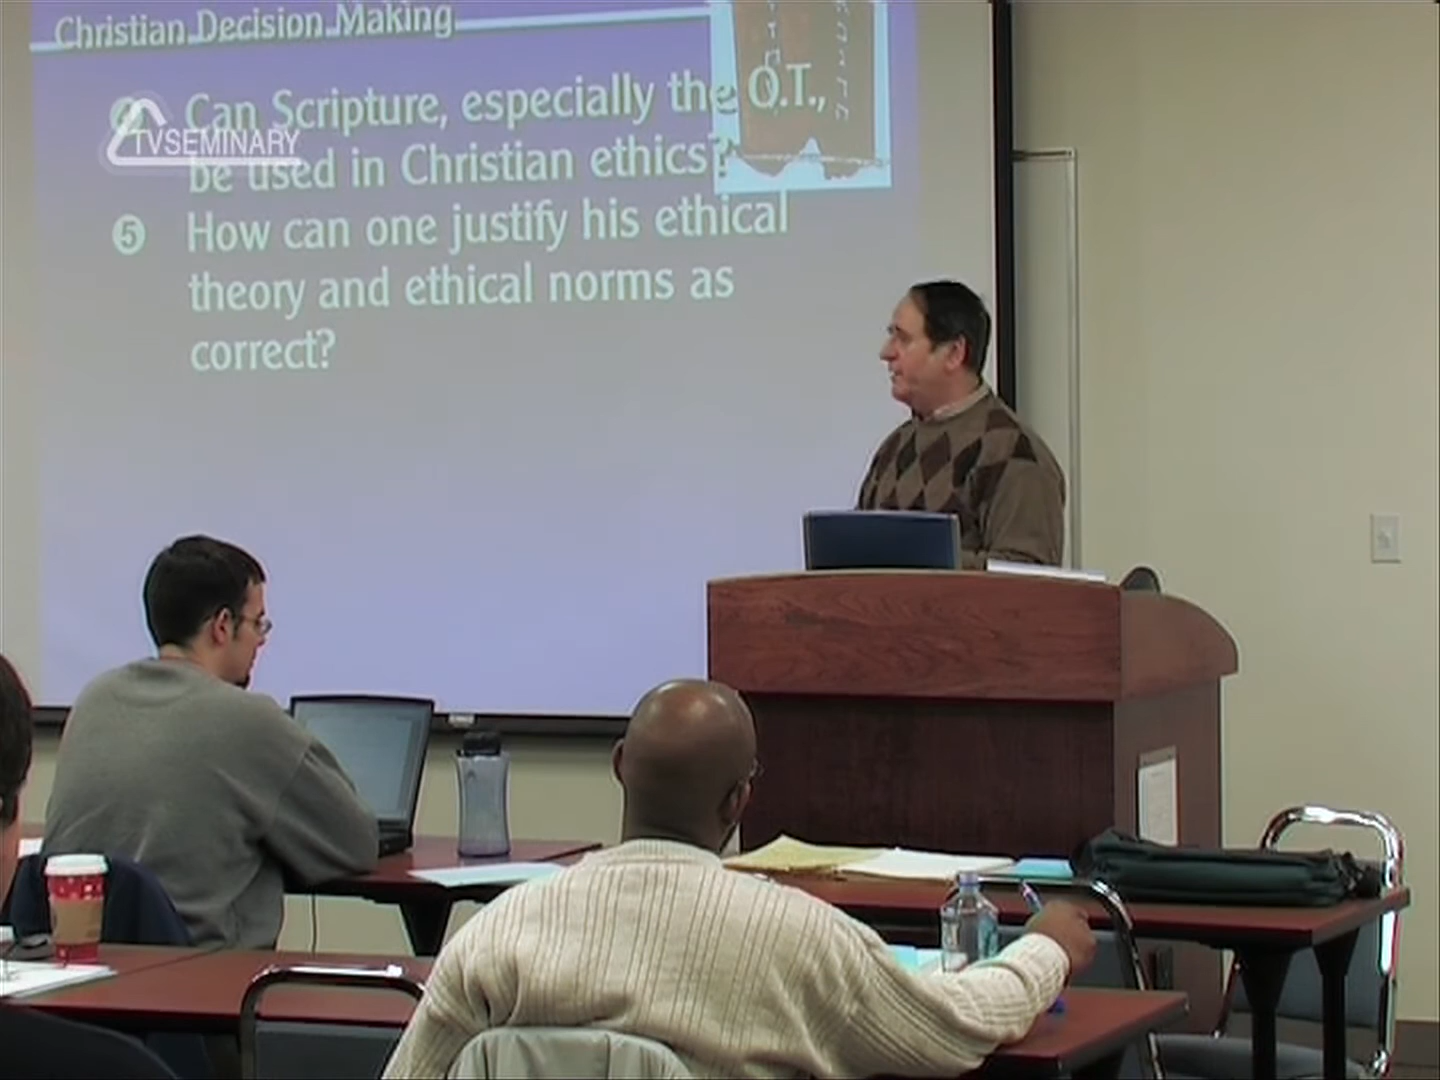 Christian Decision Making
Can Scripture, especially the O.T.,
TVSEMINARY
be used in Christian ethics?
5 How can one justify his ethical
theory and ethical norms as
correct?